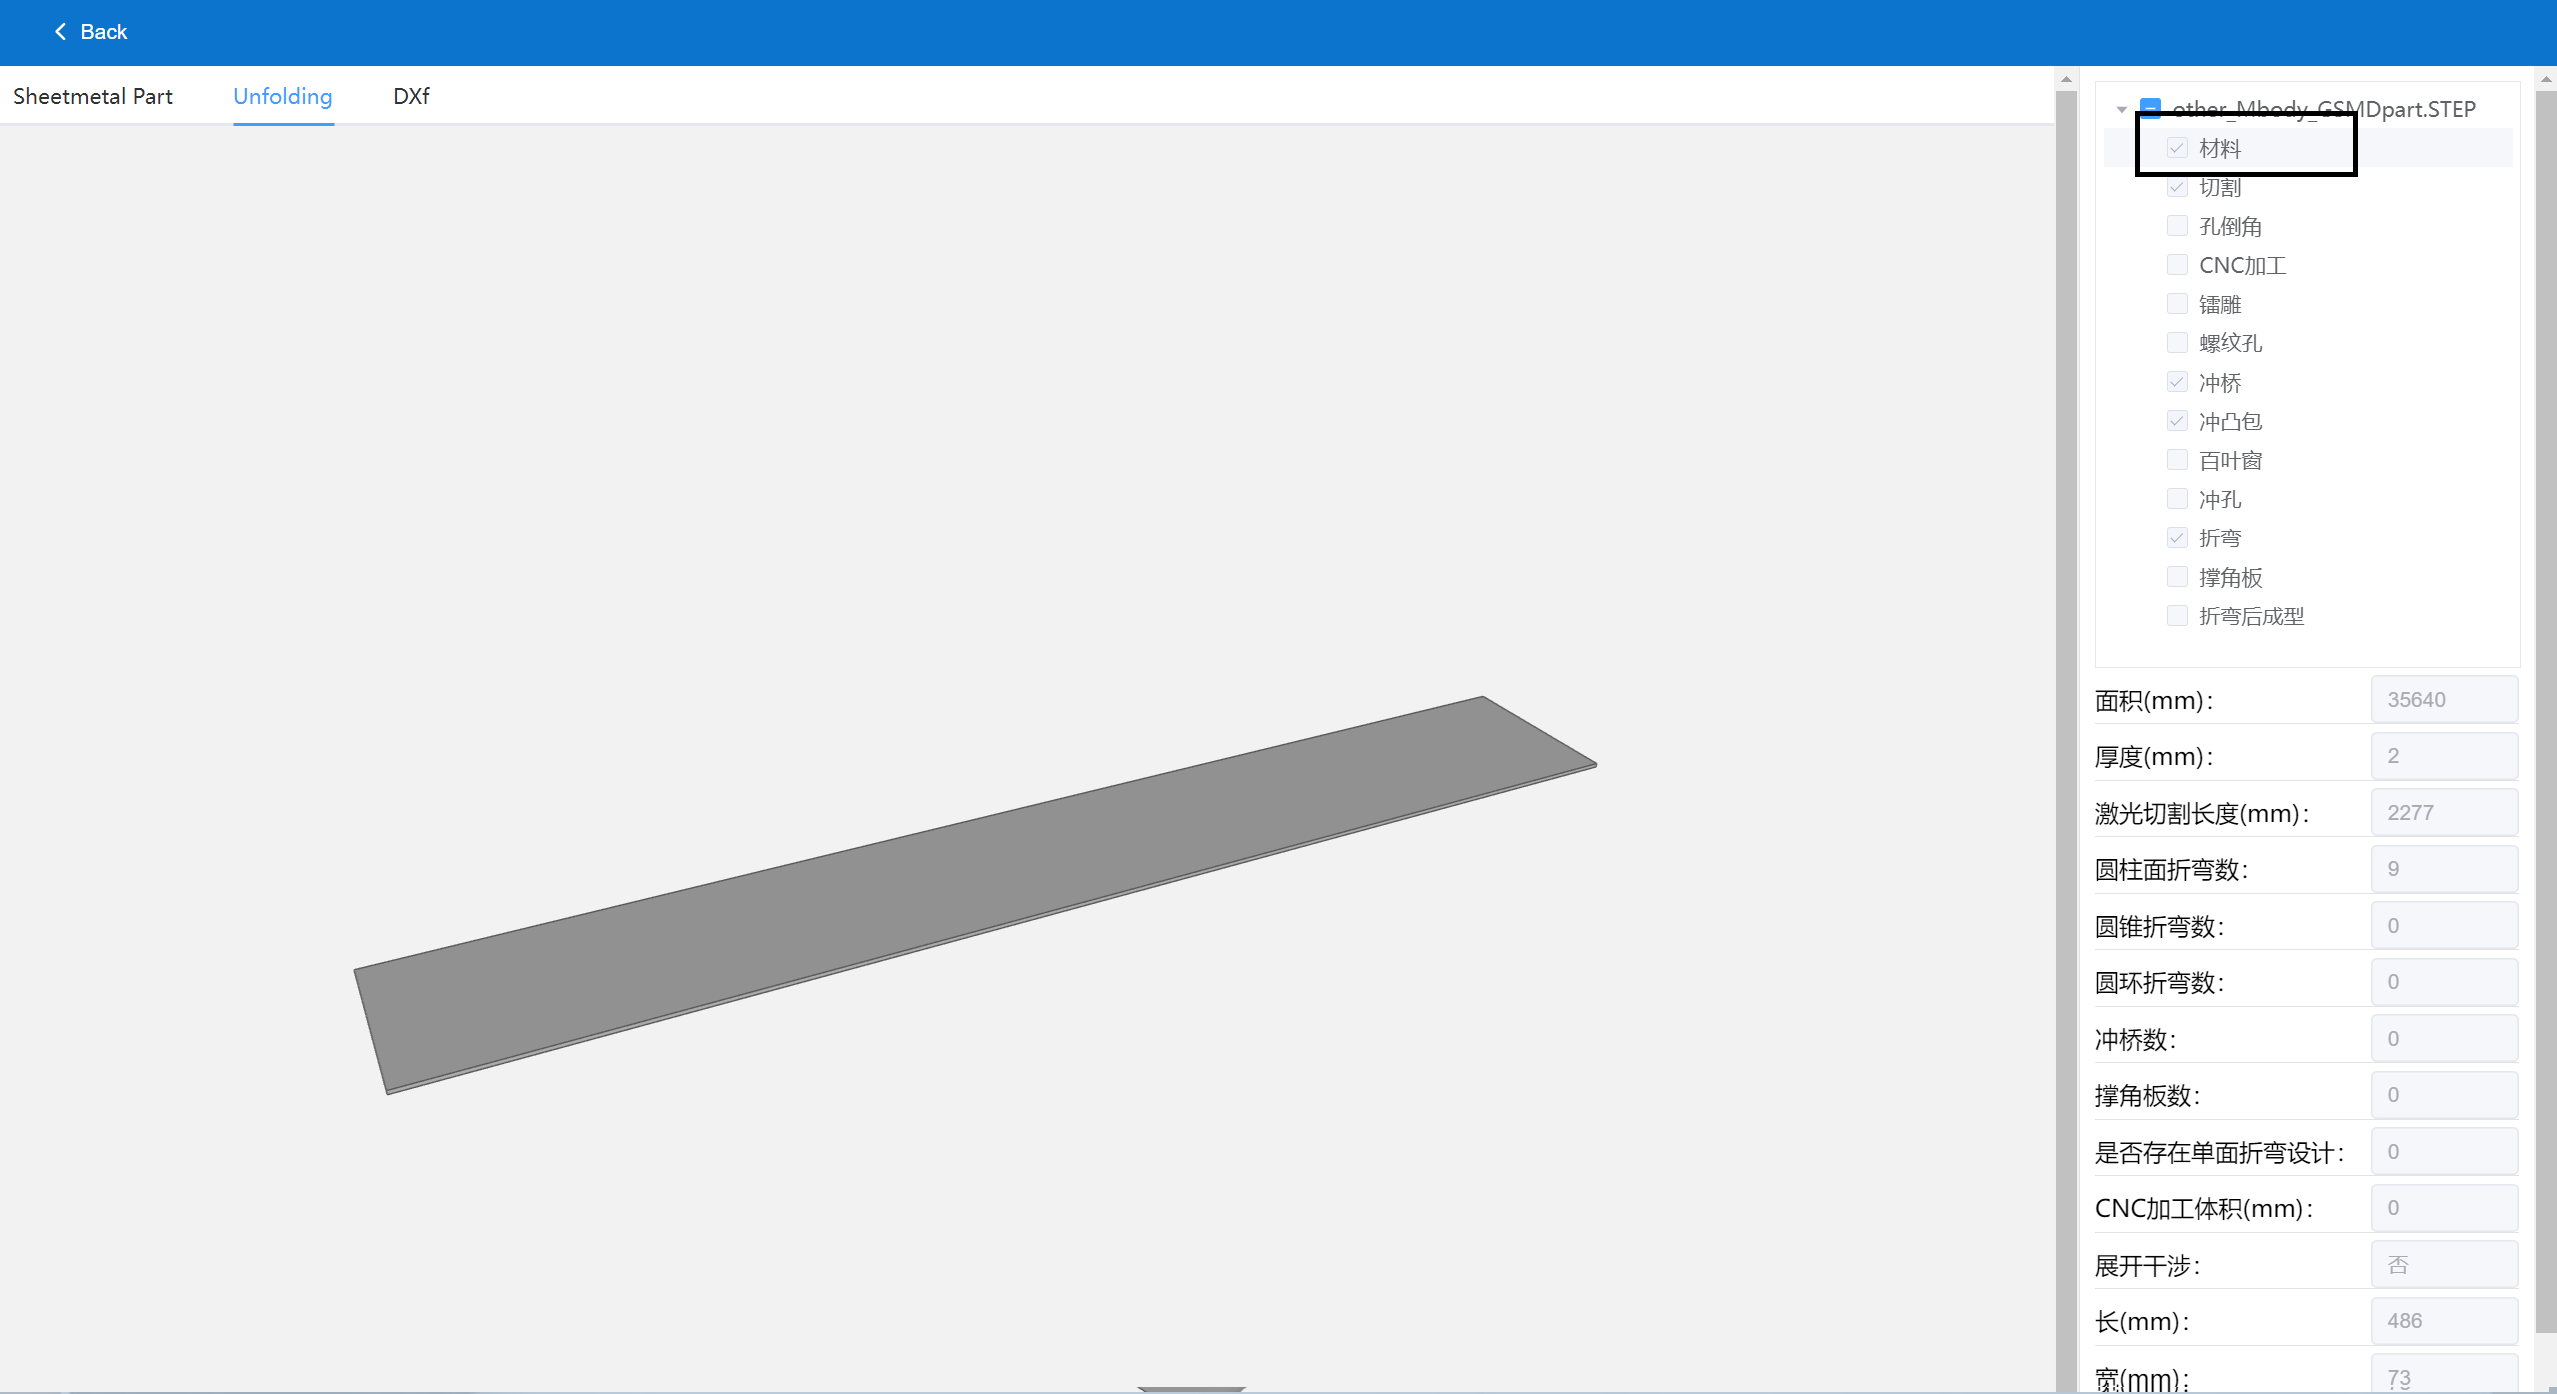 Back
Sheetmetal Part
Unfolding
DXf
other_Mbody_GSMDpart.STEP
材料
切割
孔倒角
CNC加工
镭雕
螺纹孔
冲桥
冲凸包
百叶窗
冲孔
折弯
撑角板
折弯后成型
面积(mm): 35640
厚度(mm): 2
激光切割长度(mm): 2277
圆柱面折弯数: 9
圆锥折弯数: 0
圆环折弯数: 0
冲桥数: 0
撑角板数: 0
是否存在单面折弯设计: 0
CNC加工体积(mm): 0
展开干涉: 否
长(mm): 486
宽(mm): 73